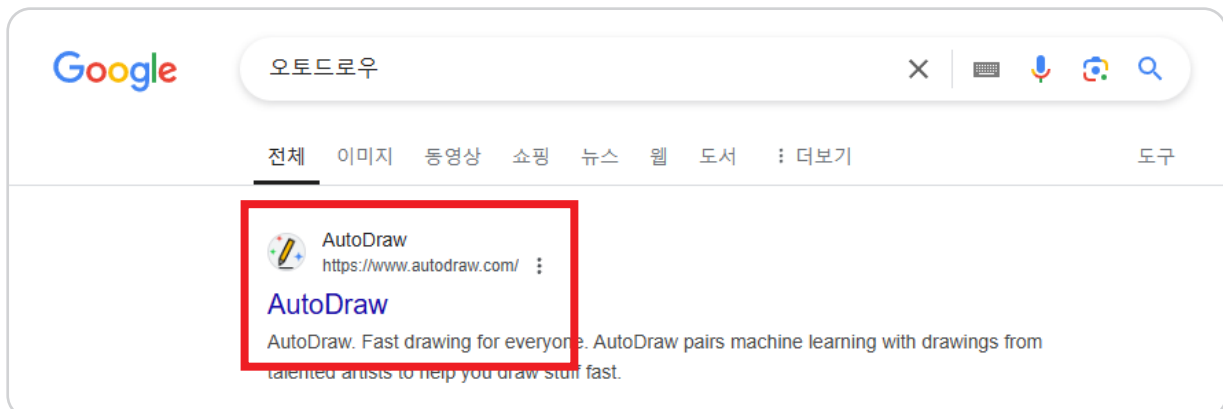 Google 오토드로우
전체 이미지 동영상 쇼핑 뉴스 웹 도서 더보기 도구
AutoDraw
https://www.autodraw.com/
AutoDraw
AutoDraw. Fast drawing for everyone. AutoDraw pairs machine learning with drawings from
talented artists to help you draw stuff fast.